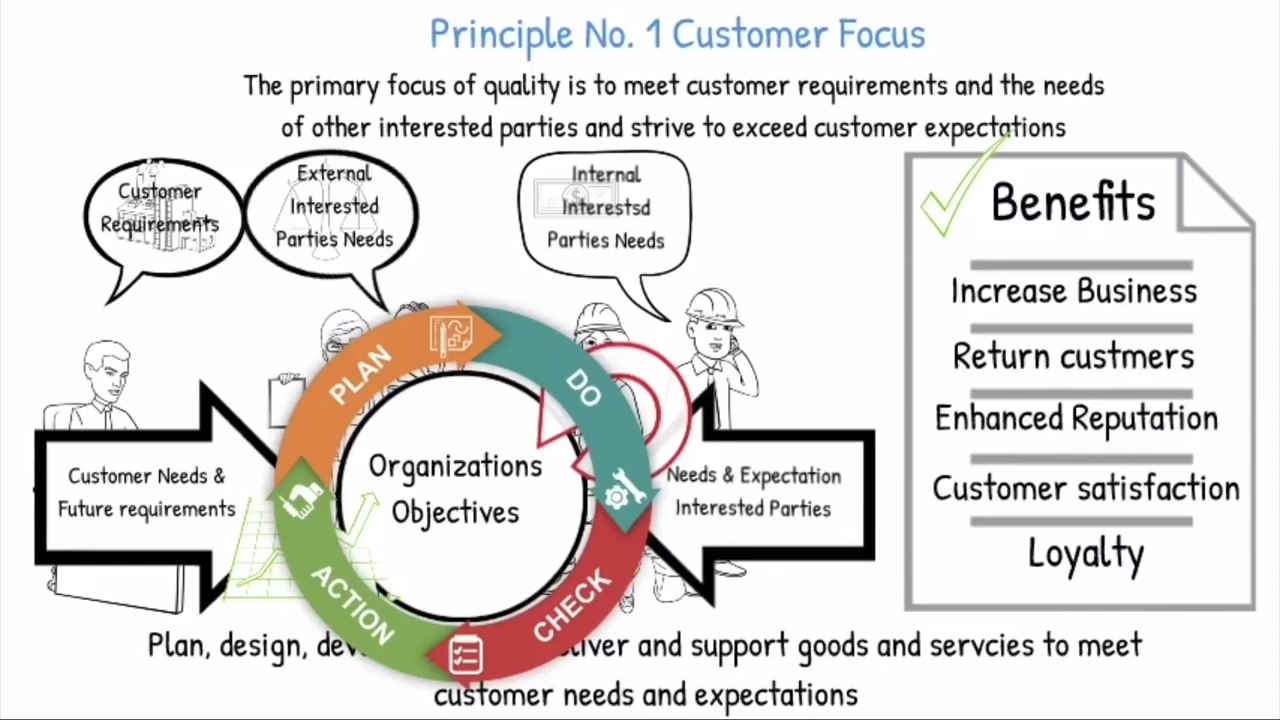 Principle No. 1 Customer Focus
The primary focus of quality is to meet customer requirements and the needs
of other interested parties and strive to exceed customer expectations
Customer
Requirements
External
Interested
Parties Needs
Internal
Interestsd
Parties Needs
Benefits
Increase Business
Return custmers
Enhanced Reputation
Customer satisfaction
Loyalty
PLAN
DO
CHECK
ACTION
Organizations
Objectives
Customer Needs &
Future requirements
Needs & Expectation
Interested Parties
Plan, design, and support goods and servcies to meet
customer needs and expectations